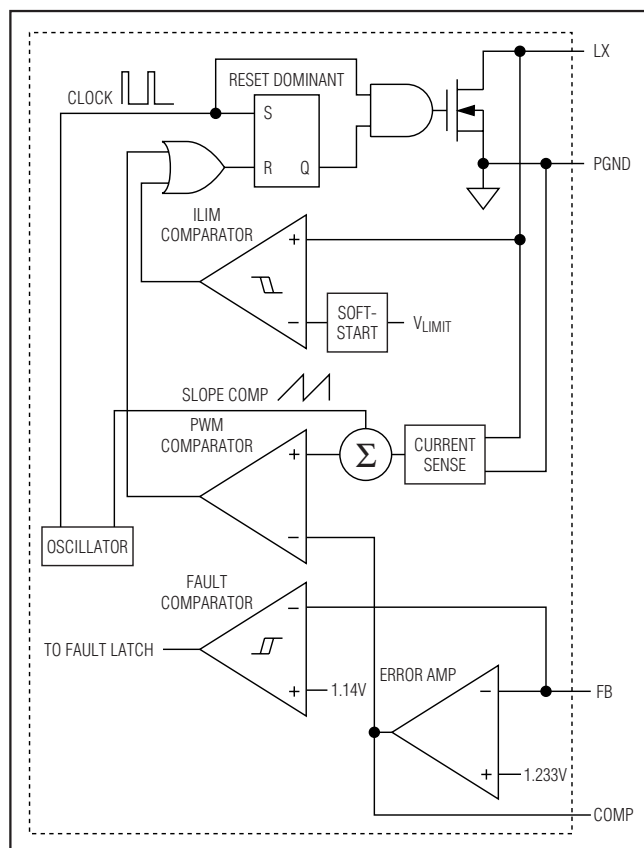 LX
RESET DOMINANT
CLOCK
S
R Q
PGND
ILIM
COMPARATOR
+
−
SOFT-
START
VLIMIT
SLOPE COMP
PWM
COMPARATOR
+
−
Σ
CURRENT
SENSE
OSCILLATOR
FAULT
COMPARATOR
−
+
TO FAULT LATCH
1.14V
ERROR AMP
−
+
FB
1.233V
COMP